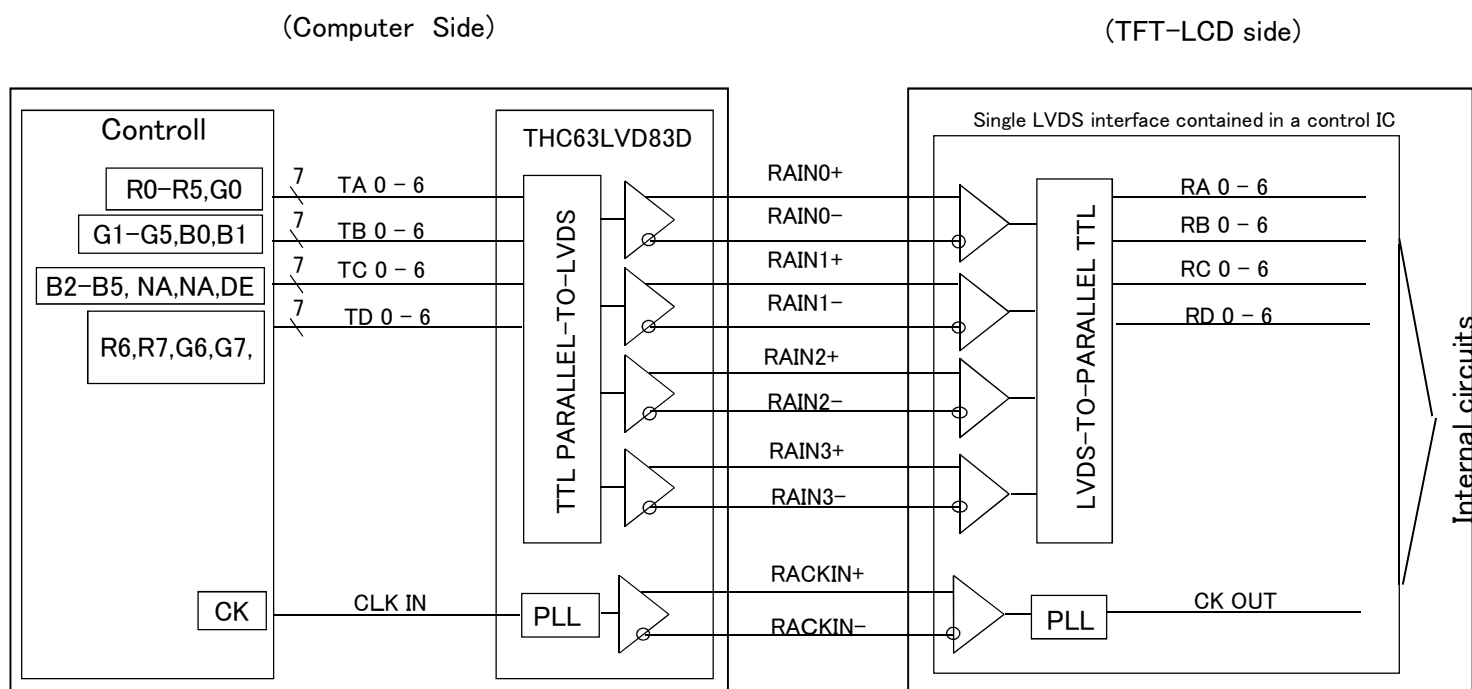 (Computer Side)
(TFT-LCD side)
Controll
THC63LVD83D
Single LVDS interface contained in a control IC
R0-R5,G0
7
TA 0 - 6
RAIN0+
RA 0 - 6
G1-G5,B0,B1
7
TB 0 - 6
RAIN0-
RB 0 - 6
B2-B5, NA,NA,DE
7
TC 0 - 6
RAIN1+
RC 0 - 6
R6,R7,G6,G7,
7
TD 0 - 6
RAIN1-
RD 0 - 6
TTL PARALLEL-TO-LVDS
RAIN2+
RAIN2-
RAIN3+
RAIN3-
LVDS-TO-PARALLEL TTL
Internal circuits
CK
CLK IN
PLL
RACKIN+
RACKIN-
PLL
CK OUT